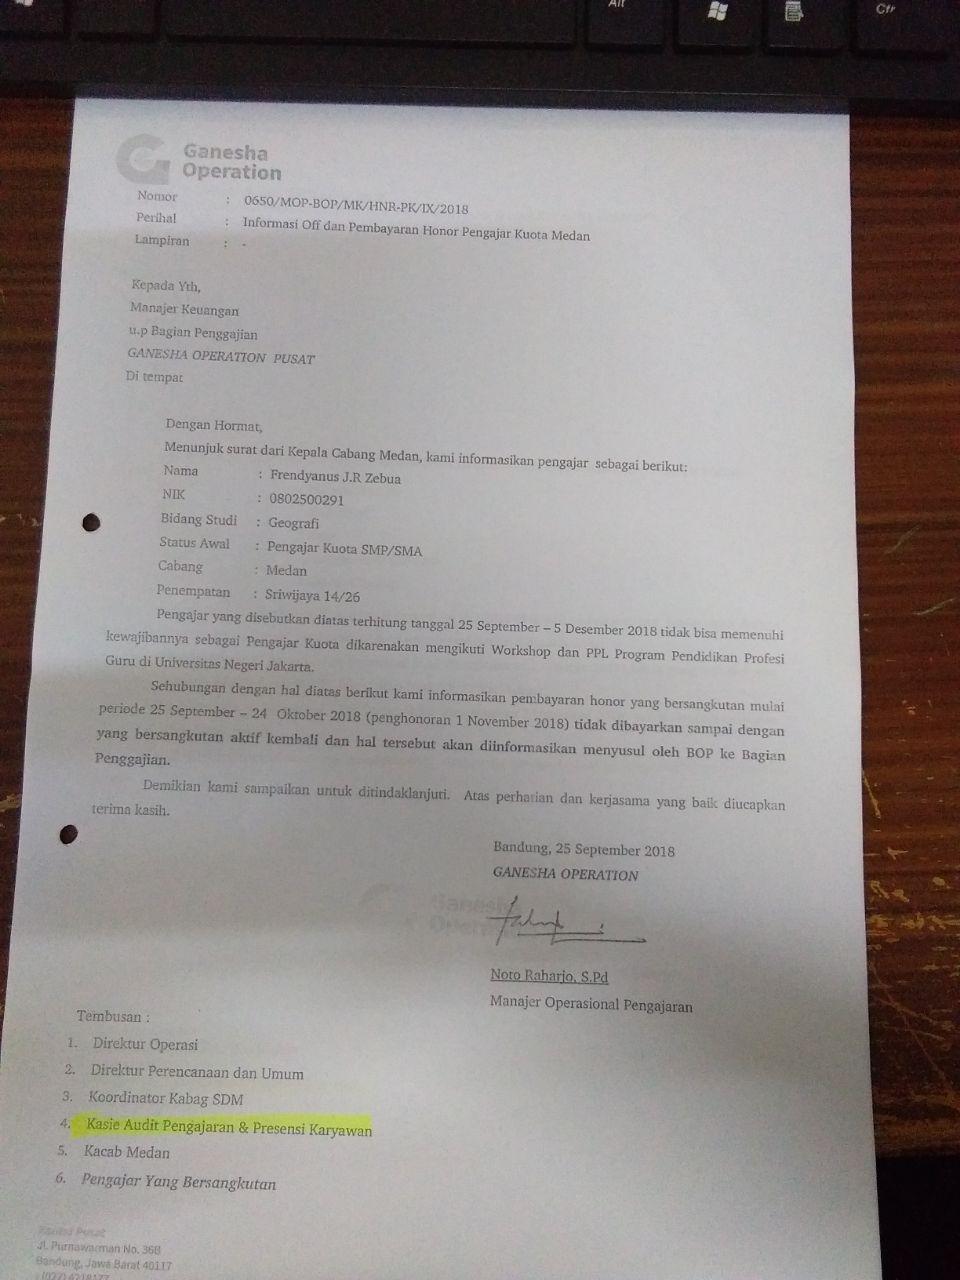 Alt
Ctr
Ganesha
Operation
Nomor : 0650/MOP-BOP/MK/HNR-PK/IX/2018
Perihal : Informasi Off dan Pembayaran Honor Pengajar Kuota Medan
Lampiran : -
Kepada Yth,
Manajer Keuangan
u.p Bagian Penggajian
GANESHA OPERATION PUSAT
Di tempat
Dengan Hormat,
Menunjuk surat dari Kepala Cabang Medan, kami informasikan pengajar sebagai berikut:
Nama : Frendyanus J.R Zebua
NIK : 0802500291
Bidang Studi : Geografi
Status Awal : Pengajar Kuota SMP/SMA
Cabang : Medan
Penempatan : Sriwijaya 14/26
Pengajar yang disebutkan diatas terhitung tanggal 25 September – 5 Desember 2018 tidak bisa memenuhi
kewajibannya sebagai Pengajar Kuota dikarenakan mengikuti Workshop dan PPL Program Pendidikan Profesi
Guru di Universitas Negeri Jakarta.
Sehubungan dengan hal diatas berikut kami informasikan pembayaran honor yang bersangkutan mulai
periode 25 September – 24 Oktober 2018 (penghonoran 1 November 2018) tidak dibayarkan sampai dengan
yang bersangkutan aktif kembali dan hal tersebut akan diinformasikan menyusul oleh BOP ke Bagian
Penggajian.
Demikian kami sampaikan untuk ditindaklanjuti. Atas perhatian dan kerjasama yang baik diucapkan
terima kasih.
Bandung, 25 September 2018
GANESHA OPERATION
Ganesha
Operation
Noto Raharjo, S.Pd
Manajer Operasional Pengajaran
Tembusan :
1. Direktur Operasi
2. Direktur Perencanaan dan Umum
3. Koordinator Kabag SDM
4. Kasie Audit Pengajaran & Presensi Karyawan
5. Kacab Medan
6. Pengajar Yang Bersangkutan
Kantor Pusat
Jl. Purnawarman No. 36B
Bandung, Jawa Barat 40117
(022) 4218177